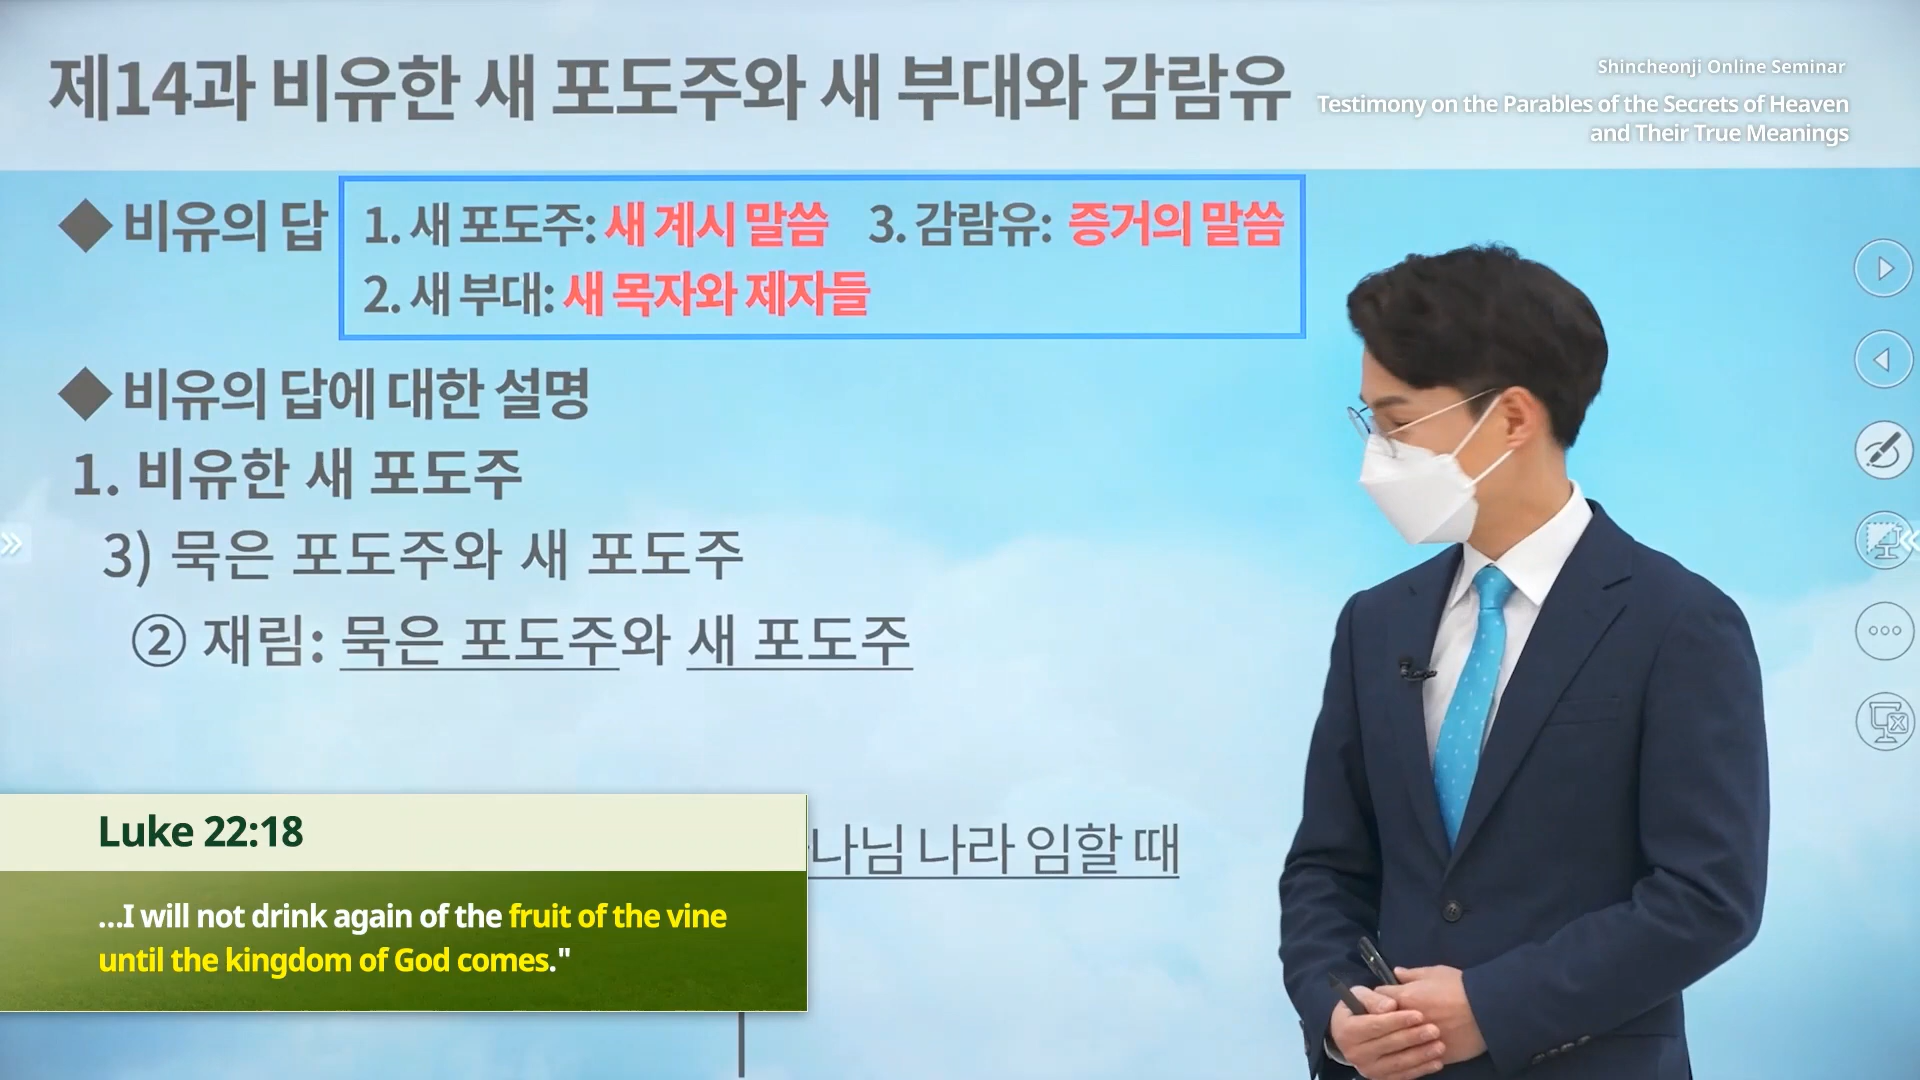 제14과 비유한 새 포도주와 새 부대와 감람유
Shincheonji Online Seminar
Testimony on the Parables of the Secrets of Heaven
and Their True Meanings
◆ 비유의 답
1. 새 포도주: 새 계시 말씀 3. 감람유: 증거의 말씀
2. 새 부대: 새 목자와 제자들
◆ 비유의 답에 대한 설명
1. 비유한 새 포도주
3) 묵은 포도주와 새 포도주
② 재림: 묵은 포도주와 새 포도주
나님 나라 임할 때
Luke 22:18
...I will not drink again of the fruit of the vine
until the kingdom of God comes."